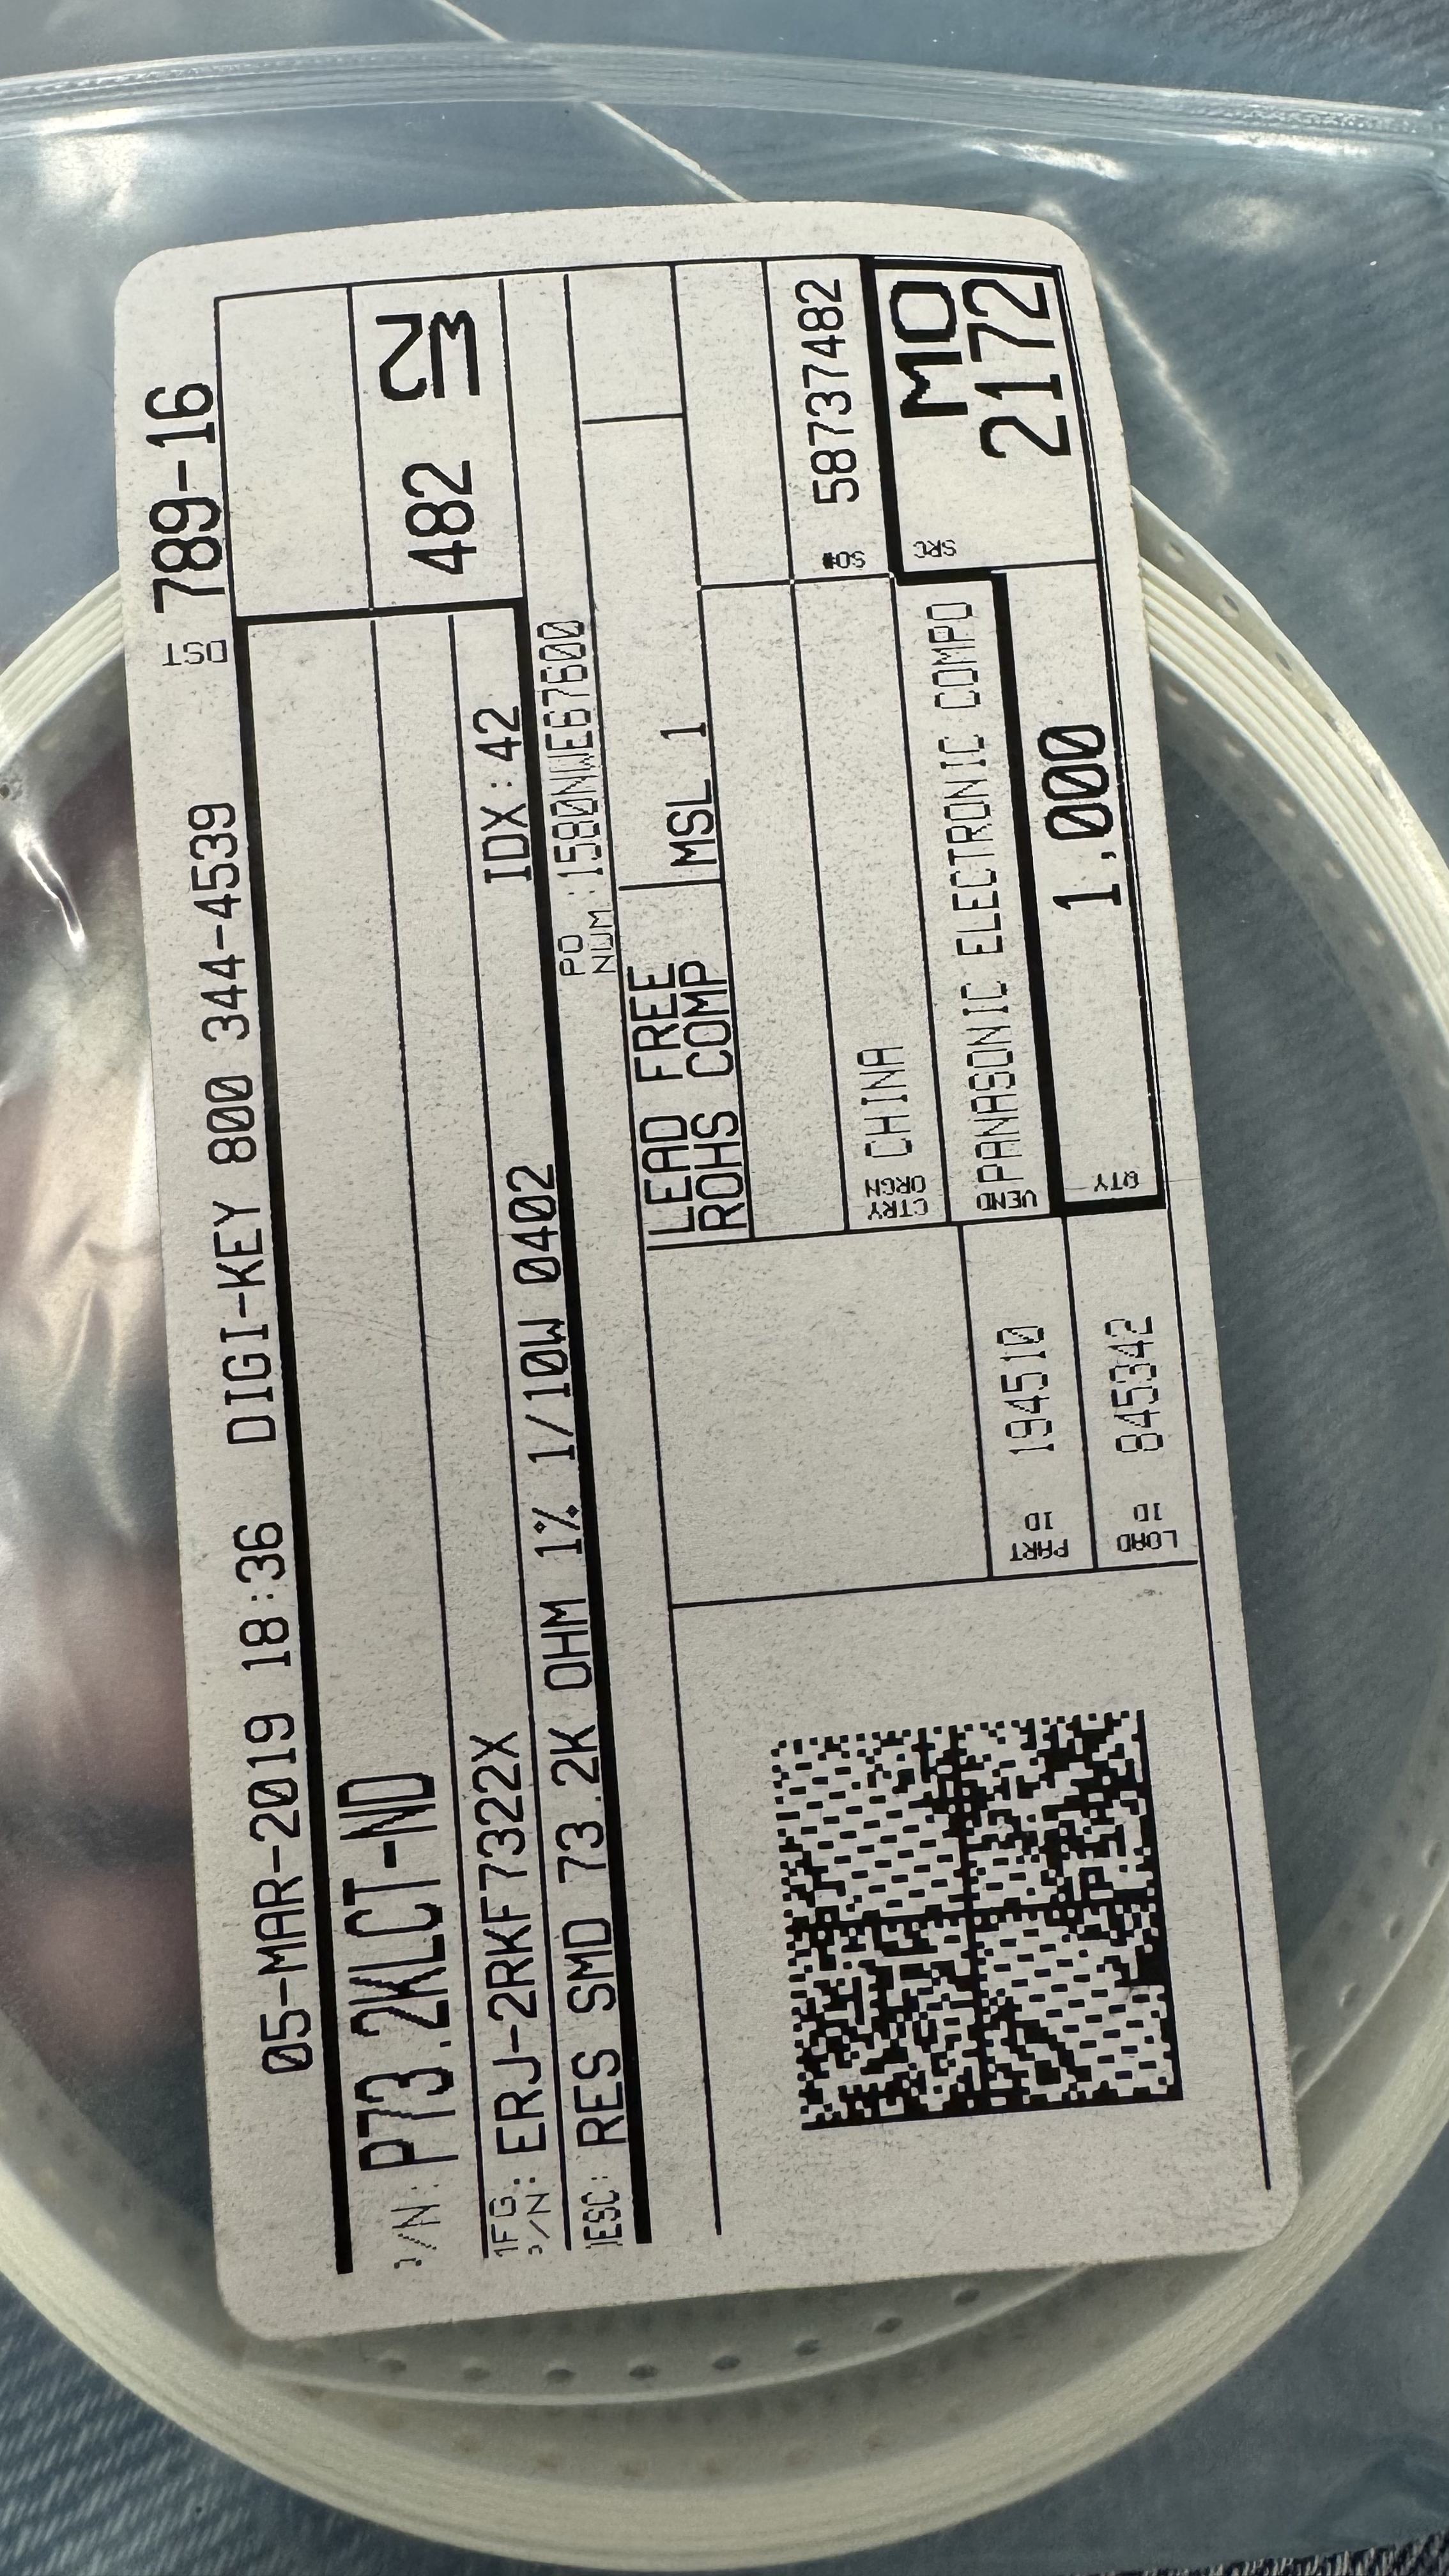 05-MAR-2019 18:36 DIGI-KEY 800 344-4539 DST 789-16
/N: P73.2KLCT-ND
MFG
/N: ERJ-2RKF7322X IDX:42 482
DESC: RES SMD 73.2K OHM 1% 1/10W 0402
PO
NUM :1580NWE67600
LEAD FREE
ROHS COMP MSL 1
SO# 58737482
CTRY
ORGN CHINA
VEND PANASONIC ELECTRONIC COMPO
SRC MO
2172
PART
ID 194510
LOAD
ID 845342
QTY 1,000